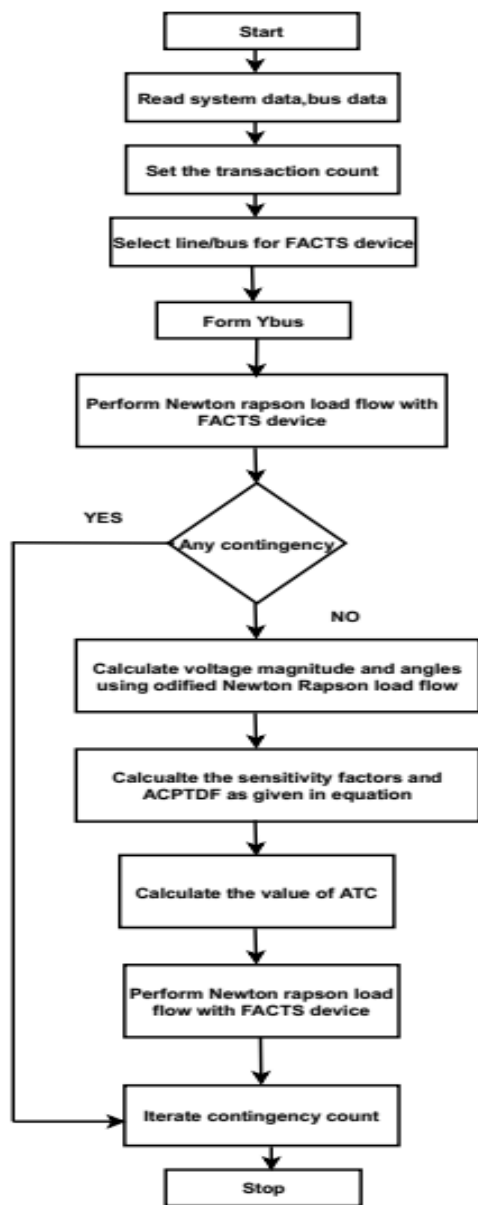 Start
Read system data,bus data
Set the transaction count
Select line/bus for FACTS device
Form Ybus
Perform Newton rapson load flow with
FACTS device
YES
Any contingency
NO
Calculate voltage magnitude and angles
using odified Newton Rapson load flow
Calcualte the sensitivity factors and
ACPTDF as given in equation
Calculate the value of ATC
Perform Newton rapson load
flow with FACTS device
Iterate contingency count
Stop